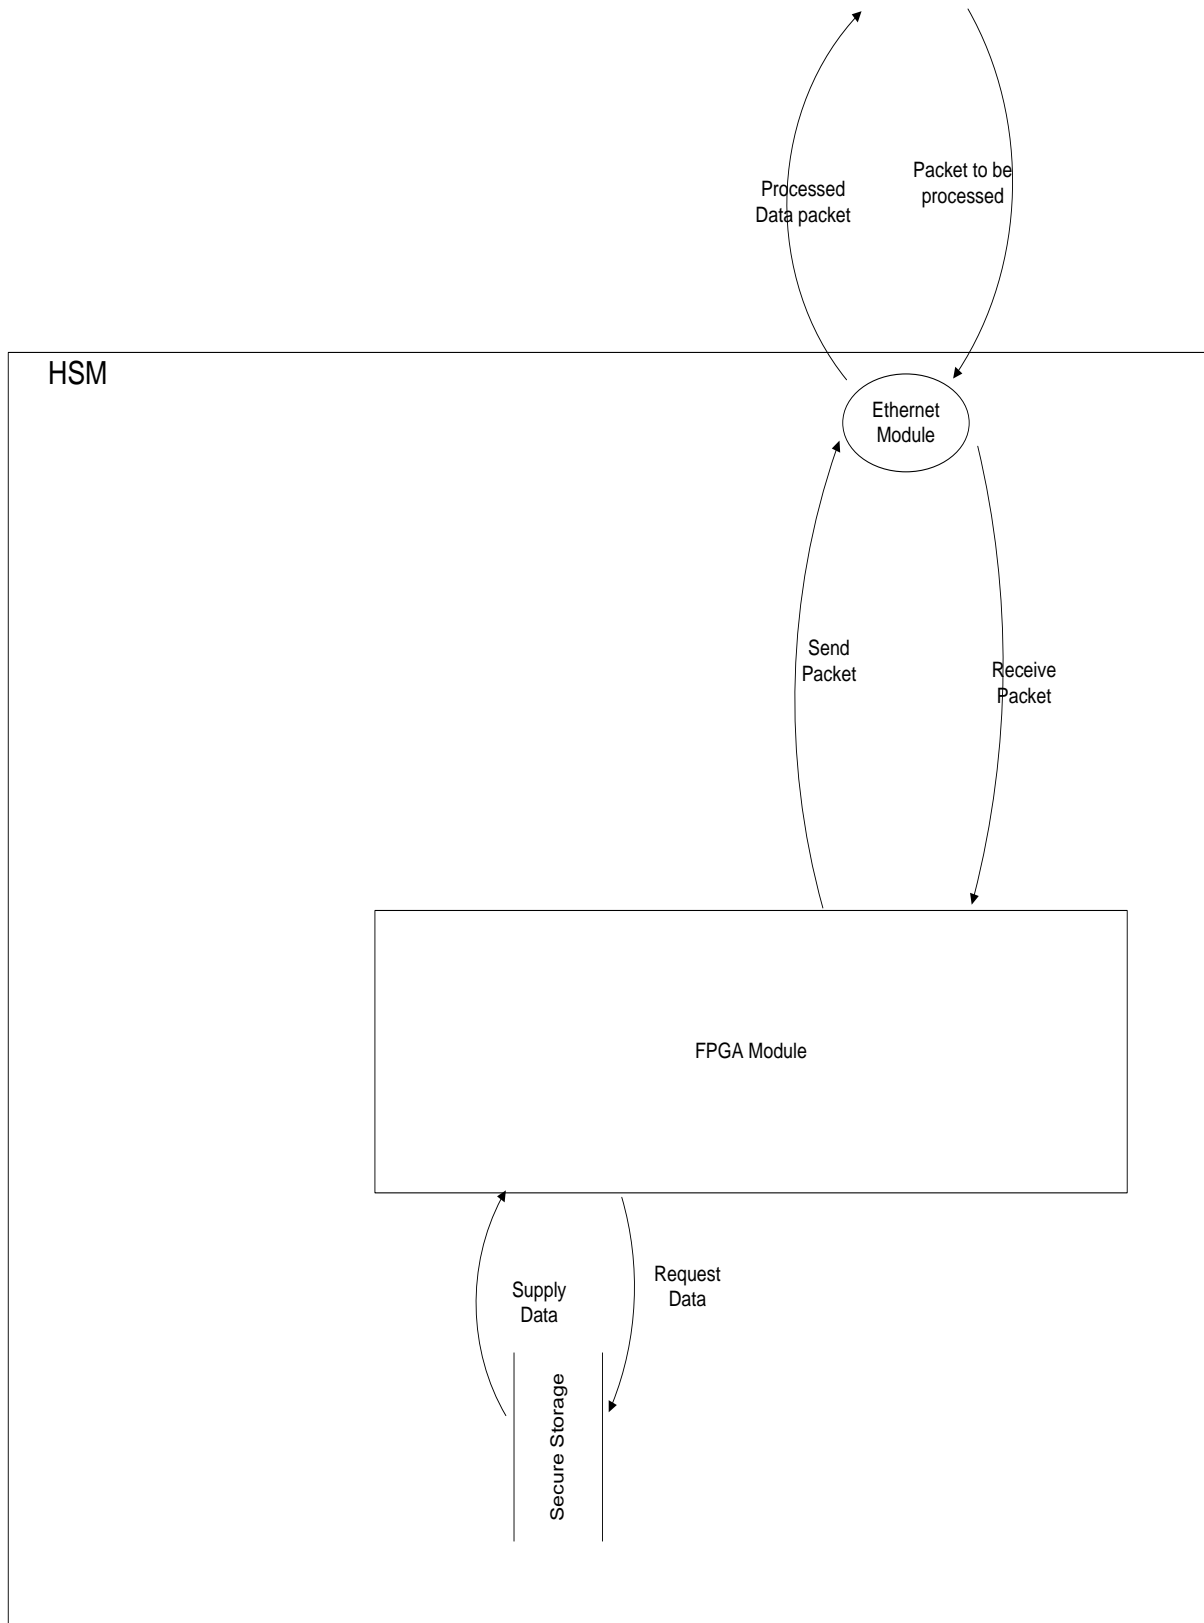 Processed
Data packet
Packet to be
processed
HSM
Ethernet
Module
Send
Packet
Receive
Packet
FPGA Module
Supply
Data
Request
Data
Secure Storage